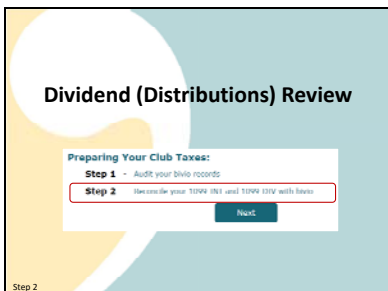 Dividend (Distributions) Review
Preparing Your Club Taxes:
Step 1 - Audit your bivio records
Step 2 Reconcile your 1099 INT and 1099 DIV with bivio
Next
Step 2